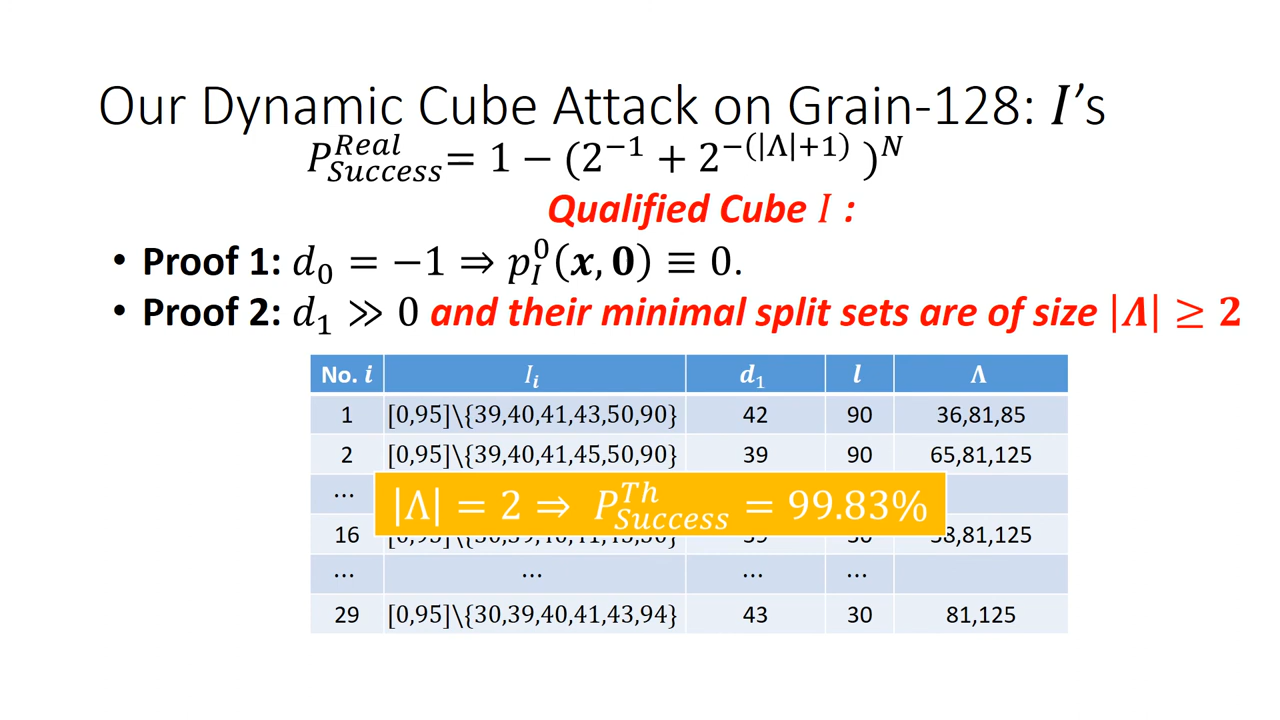 Our Dynamic Cube Attack on Grain-128: I's
P_{Success}^{Real} = 1 − (2^{−1} + 2^{−(|Λ|+1)} )^N
Qualified Cube I :
• Proof 1: d_0 = −1 ⇒ p_I^0(x, 0) ≡ 0.
• Proof 2: d_1 ≫ 0 and their minimal split sets are of size |Λ| ≥ 2
No. i I_i d_1 l Λ
1 [0,95]\{39,40,41,43,50,90} 42 90 36,81,85
2 [0,95]\{39,40,41,45,50,90} 39 90 65,81,125
...
|Λ| = 2 ⇒ P_{Success}^{Th} = 99.83%
16 ,81,125
... ... ... ...
29 [0,95]\{30,39,40,41,43,94} 43 30 81,125